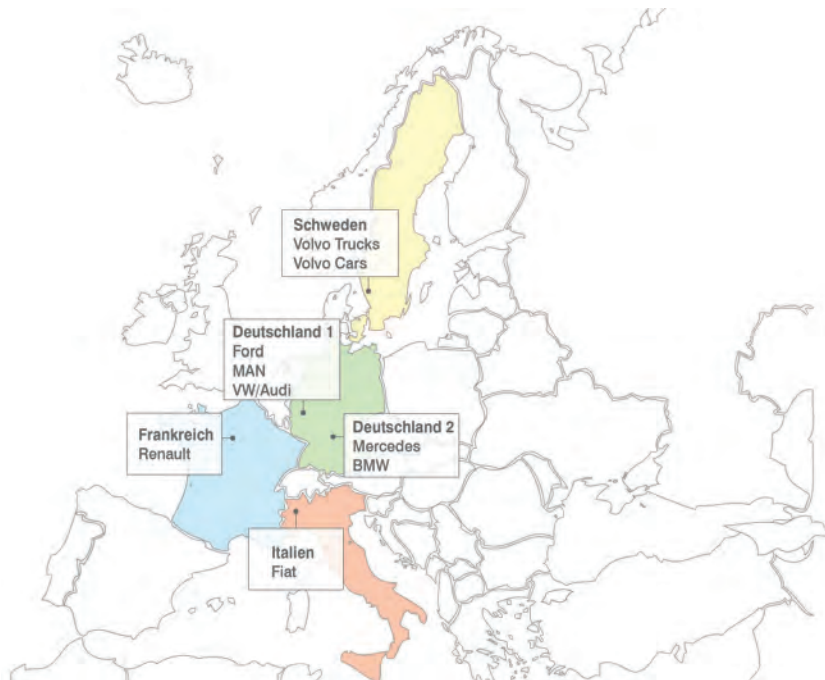 Schweden
Volvo Trucks
Volvo Cars
Deutschland 1
Ford
MAN
VW/Audi
Frankreich
Renault
Deutschland 2
Mercedes
BMW
Italien
Fiat